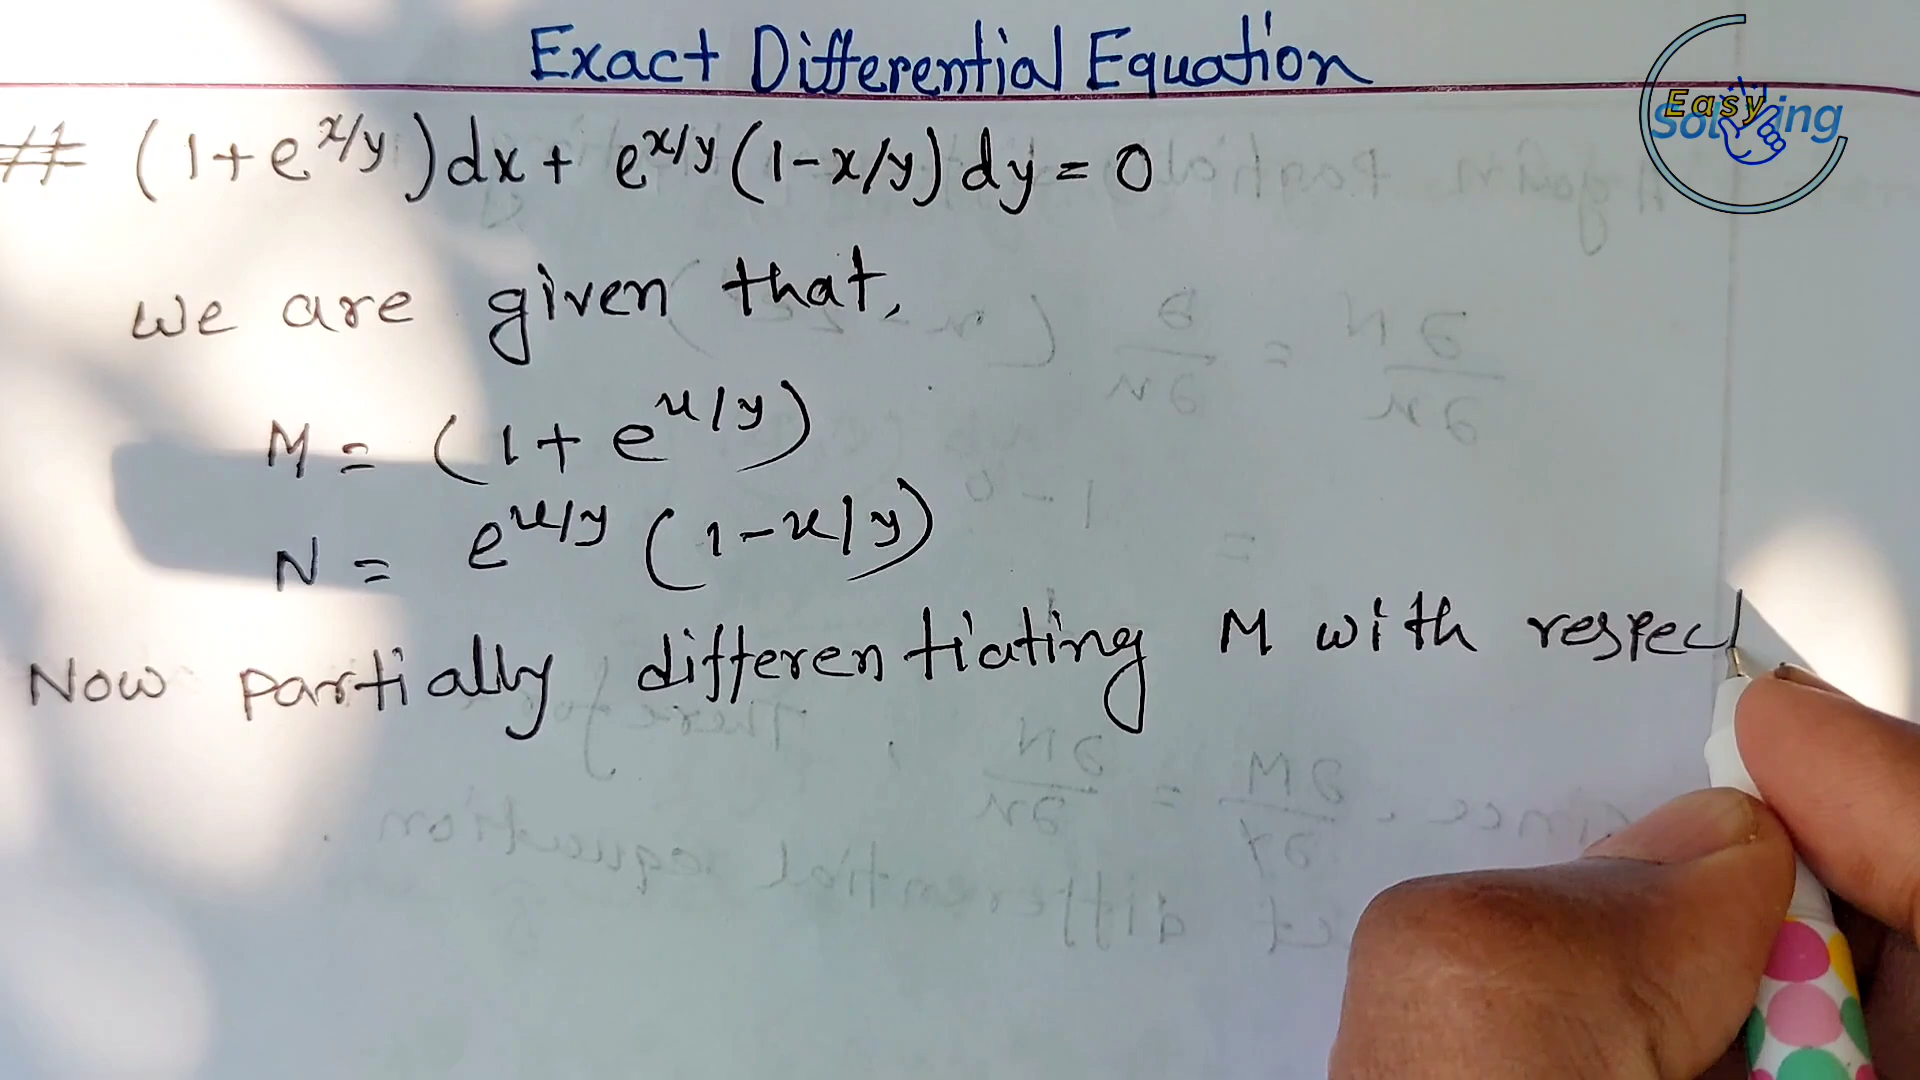 Exact Differential Equation
Easy
Solving
# (1+e^x/y)dx + e^x/y(1-x/y)dy = 0
we are given that,
M = (1+e^x/y)
N = e^x/y (1-x/y)
Now partially differentiating M with respect